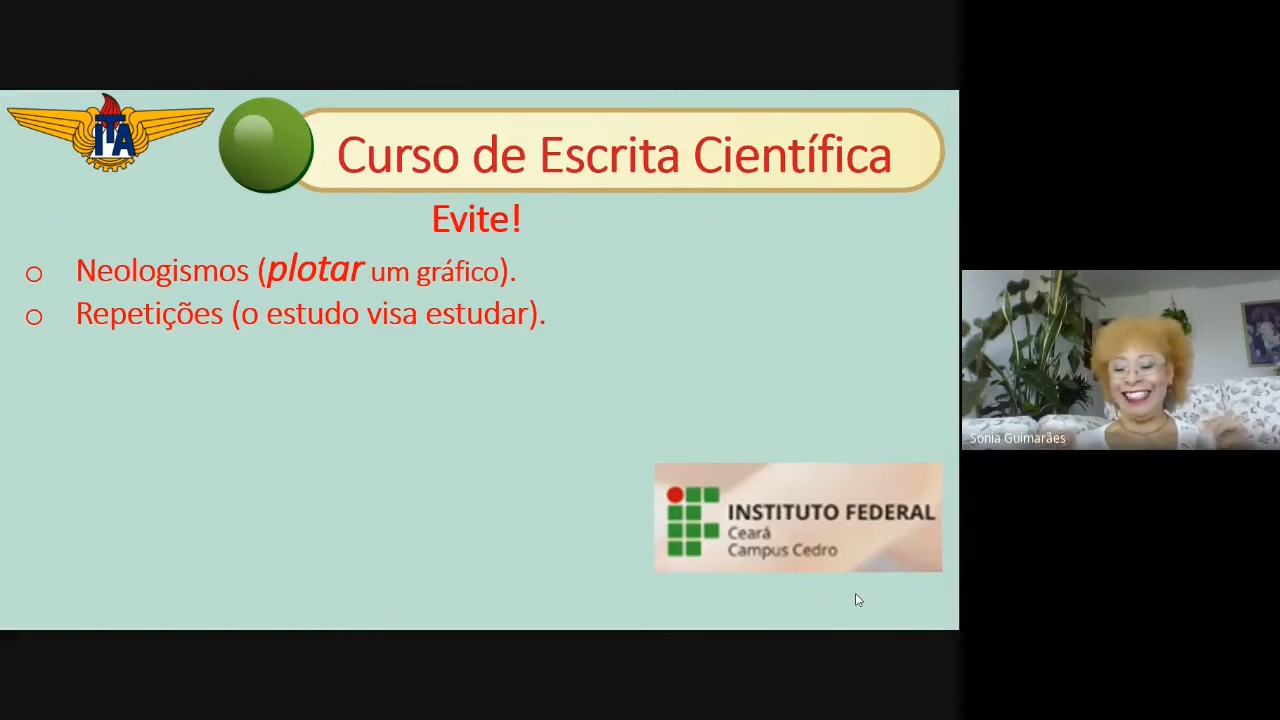 ITA
Curso de Escrita Científica
Evite!
o Neologismos (plotar um gráfico).
o Repetições (o estudo visa estudar).
INSTITUTO FEDERAL
Ceará
Campus Cedro
Sonia Guimarães